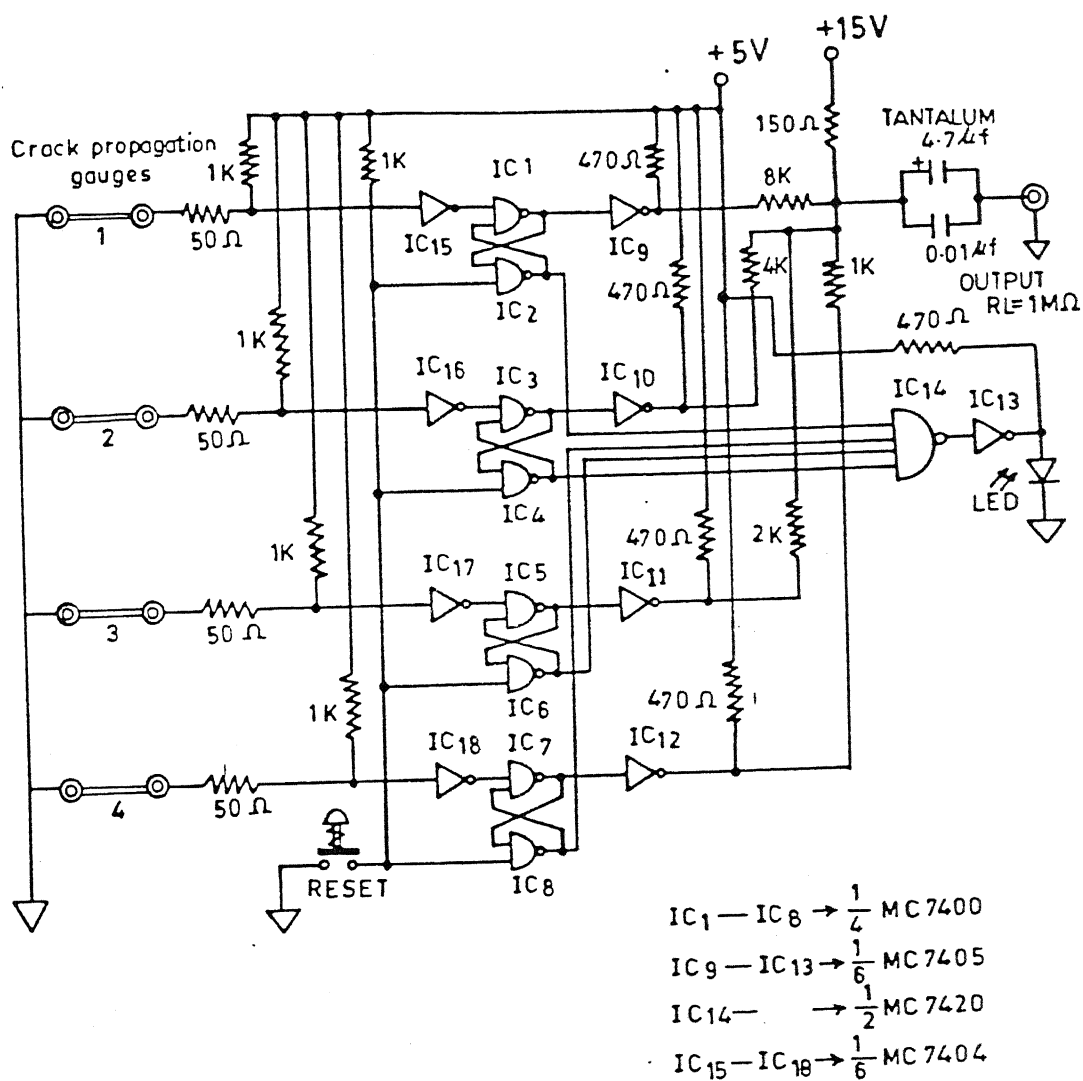 +15V
+5V
Crack propagation
gauges
TANTALUM
4.7µf
+
150Ω
1K
1K
IC1
470Ω
8K
1
50Ω
IC15
IC9
0.01µf
4K
1K
IC2
470Ω
OUTPUT
RL=1MΩ
470Ω
1K
IC16
IC3
IC10
IC14
IC13
2
50Ω
IC4
LED
1K
470Ω
2K
IC17
IC5
IC11
3
50Ω
IC6
470Ω
1K
IC18
IC7
IC12
4
50Ω
RESET
IC8
IC1 — IC8 → 1/4 MC7400
IC9 — IC13 → 1/6 MC7405
IC14 — → 1/2 MC7420
IC15 — IC18 → 1/6 MC7404